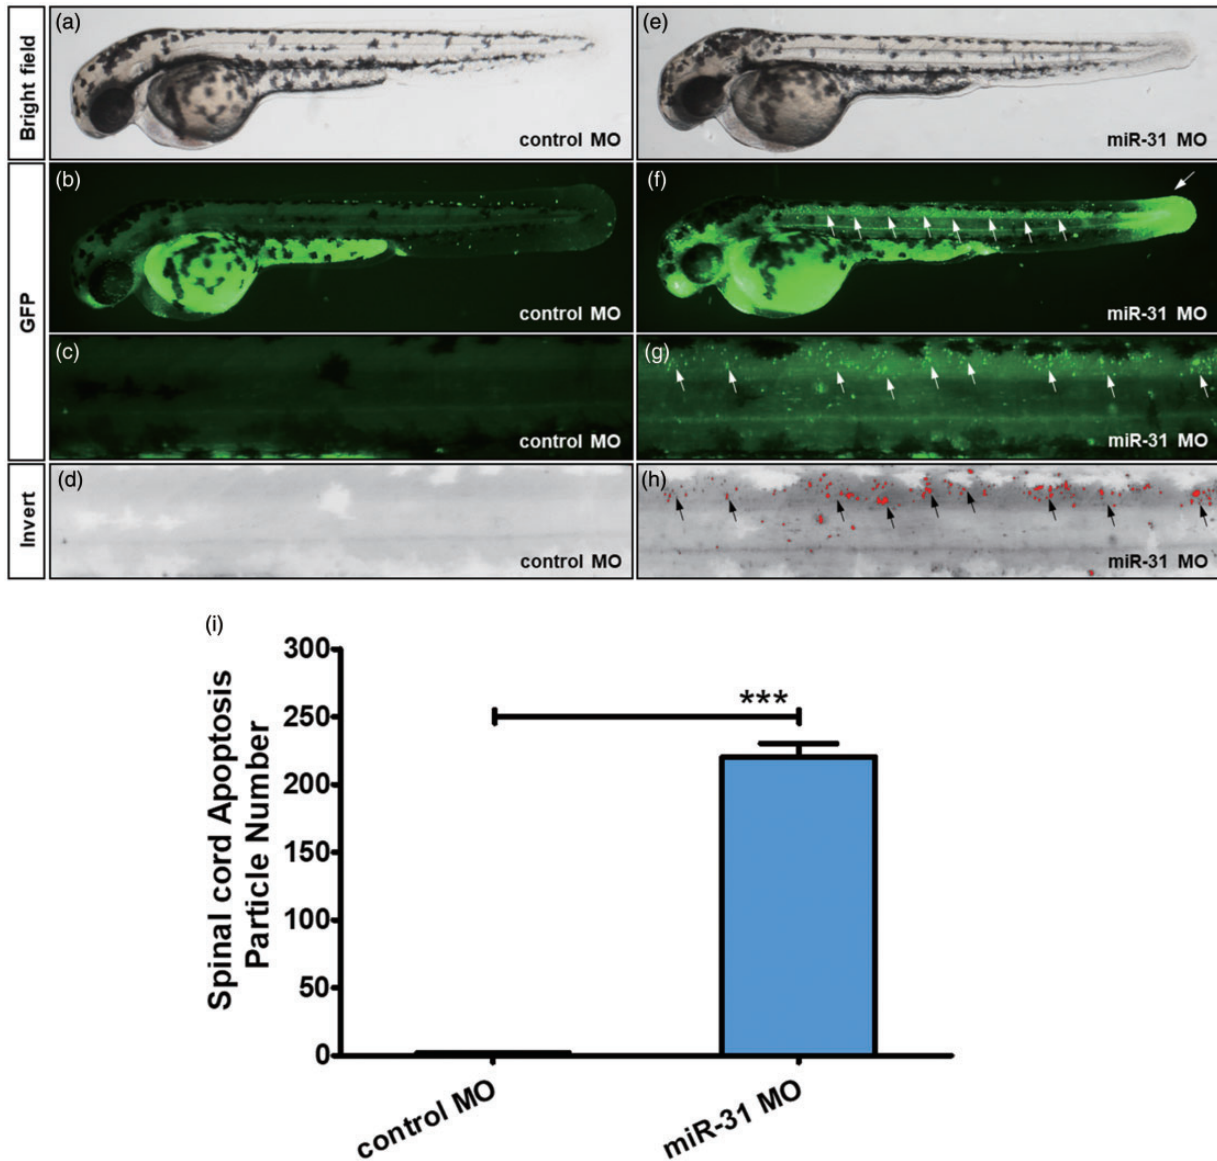 Bright field
(a)
control MO
(e)
miR-31 MO
GFP
(b)
control MO
(f)
miR-31 MO
(c)
control MO
(g)
miR-31 MO
Invert
(d)
control MO
(h)
miR-31 MO
(i)
Spinal cord Apoptosis
Particle Number
300
250
200
150
100
50
0
***
control MO
miR-31 MO